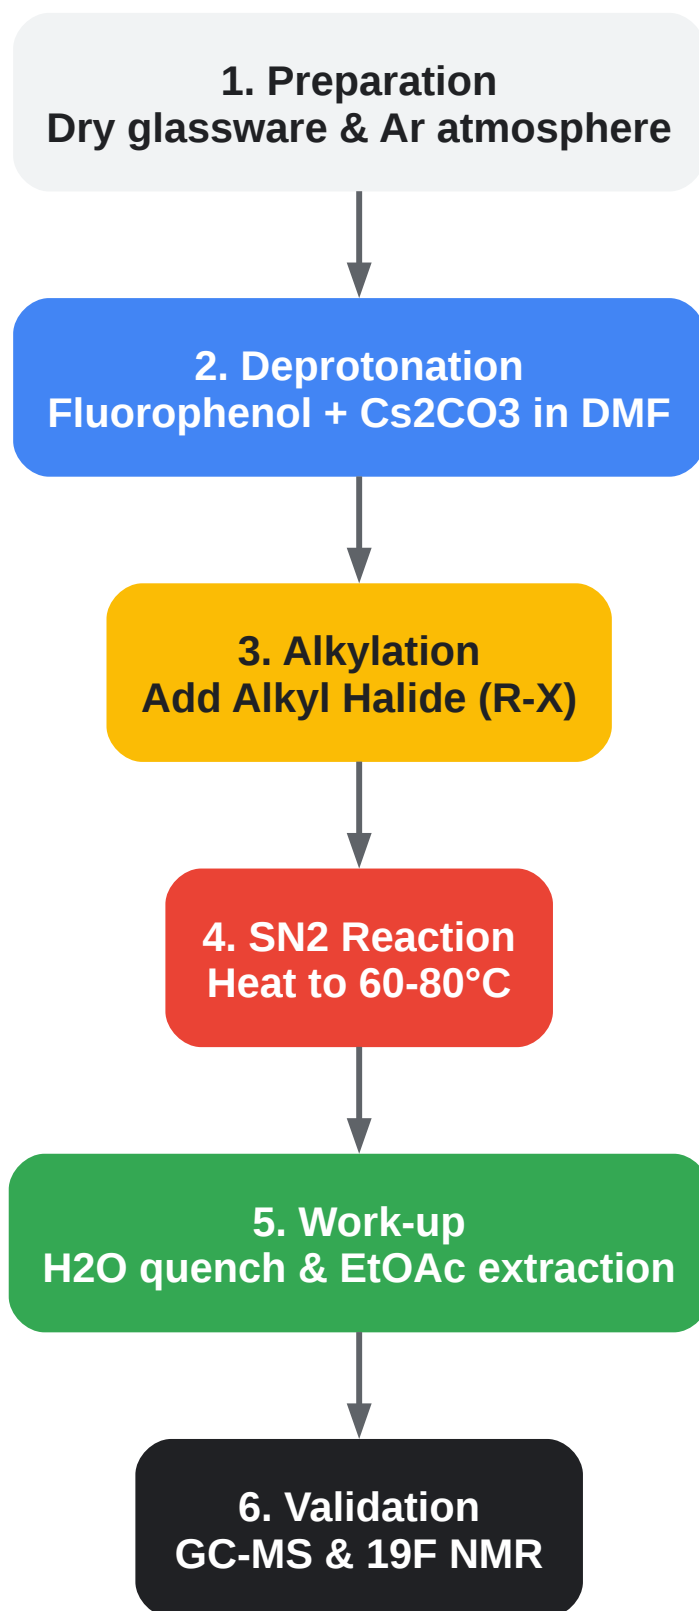 1. Preparation
Dry glassware & Ar atmosphere
2. Deprotonation
Fluorophenol + Cs2CO3 in DMF
3. Alkylation
Add Alkyl Halide (R-X)
4. SN2 Reaction
Heat to 60-80°C
5. Work-up
H2O quench & EtOAc extraction
6. Validation
GC-MS & 19F NMR